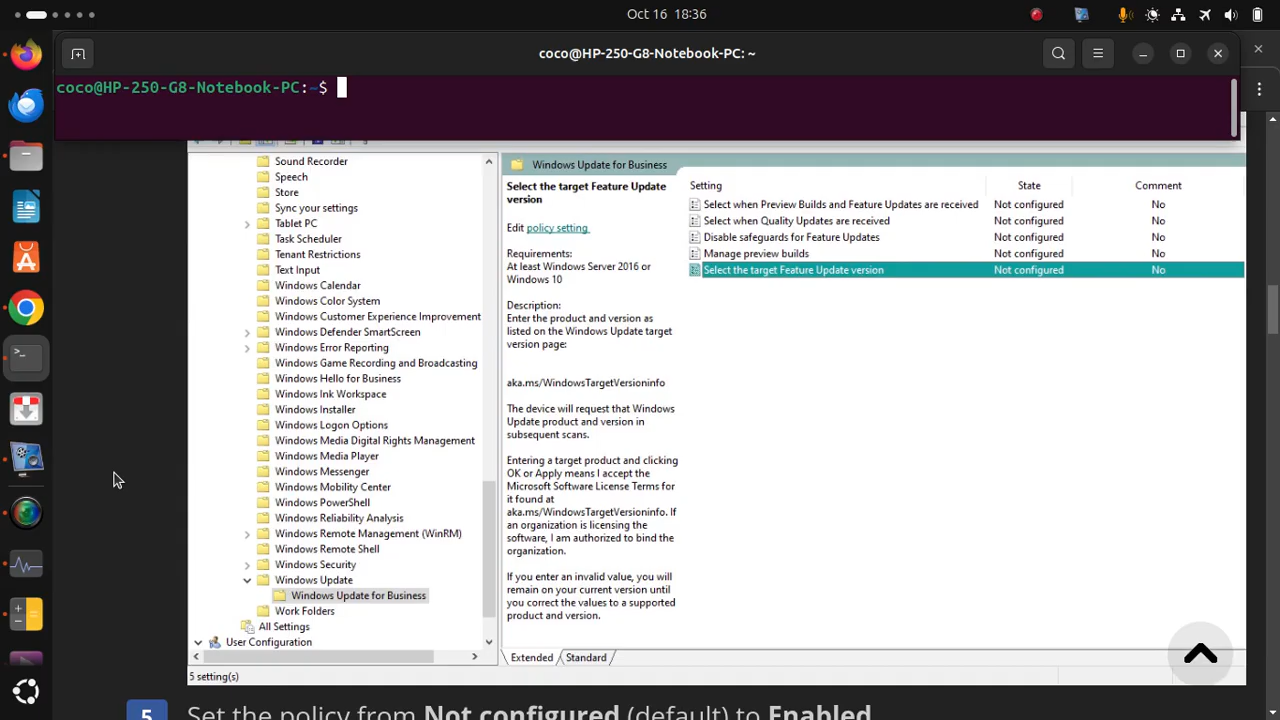 Oct 16 18:36
coco@HP-250-G8-Notebook-PC: ~
coco@HP-250-G8-Notebook-PC:~$
Sound Recorder
Speech
Store
Sync your settings
Tablet PC
Task Scheduler
Tenant Restrictions
Text Input
Windows Calendar
Windows Color System
Windows Customer Experience Improvement
Windows Defender SmartScreen
Windows Error Reporting
Windows Game Recording and Broadcasting
Windows Hello for Business
Windows Ink Workspace
Windows Installer
Windows Logon Options
Windows Media Digital Rights Management
Windows Media Player
Windows Messenger
Windows Mobility Center
Windows PowerShell
Windows Reliability Analysis
Windows Remote Management (WinRM)
Windows Remote Shell
Windows Security
Windows Update
Windows Update for Business
Work Folders
All Settings
User Configuration
5 setting(s)
Windows Update for Business
Select the target Feature Update
version
Edit policy setting
Requirements:
At least Windows Server 2016 or
Windows 10
Description:
Enter the product and version as
listed on the Windows Update target
version page:
aka.ms/WindowsTargetVersioninfo
The device will request that Windows
Update product and version in
subsequent scans.
Entering a target product and clicking
OK or Apply means I accept the
Microsoft Software License Terms for
it found at
aka.ms/WindowsTargetVersioninfo. If
an organization is licensing the
software, I am authorized to bind the
organization.
If you enter an invalid value, you will
remain on your current version until
you correct the values to a supported
product and version.
Setting State Comment
Select when Preview Builds and Feature Updates are received Not configured No
Select when Quality Updates are received Not configured No
Disable safeguards for Feature Updates Not configured No
Manage preview builds Not configured No
Select the target Feature Update version Not configured No
Extended Standard
5 Set the policy from Not configured (default) to Enabled